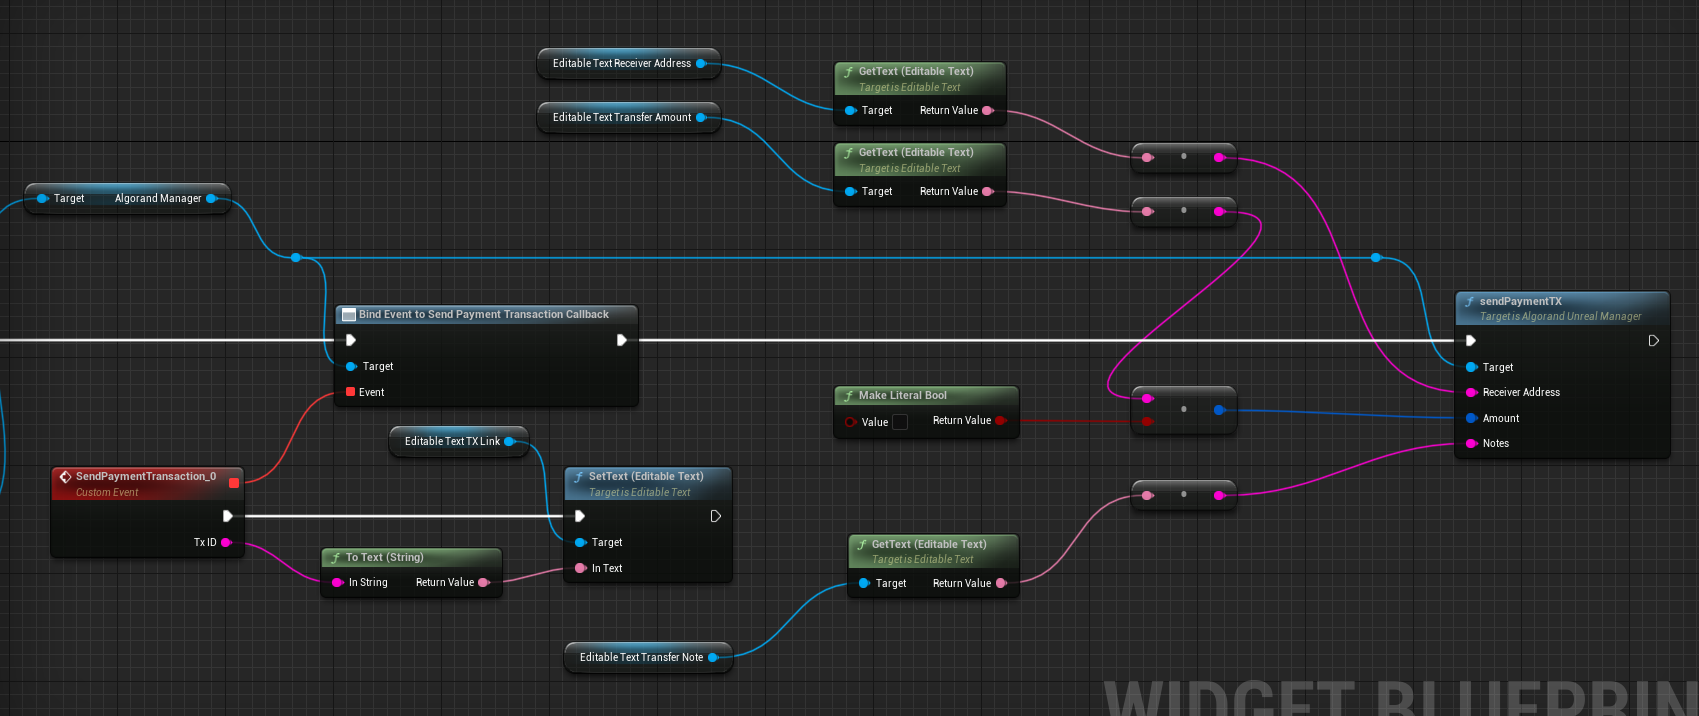 Editable Text Receiver Address
Editable Text Transfer Amount
GetText (Editable Text)
Target is Editable Text
Target
Return Value
GetText (Editable Text)
Target is Editable Text
Target
Return Value
Target
Algorand Manager
Bind Event to Send Payment Transaction Callback
Target
Event
sendPaymentTX
Target is Algorand Unreal Manager
Target
Receiver Address
Amount
Notes
Make Literal Bool
Value
Return Value
Editable Text TX Link
SendPaymentTransaction_0
Custom Event
Tx ID
SetText (Editable Text)
Target is Editable Text
Target
In Text
To Text (String)
In String
Return Value
GetText (Editable Text)
Target is Editable Text
Target
Return Value
Editable Text Transfer Note
WIDGET BLUEPRIN